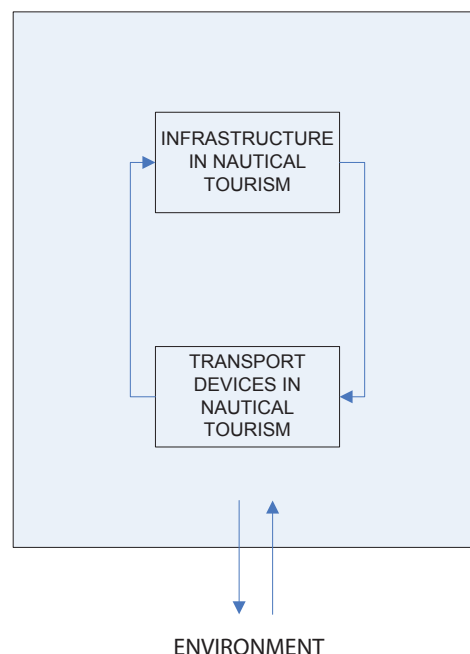 INFRASTRUCTURE
IN NAUTICAL
TOURISM
TRANSPORT
DEVICES IN
NAUTICAL
TOURISM
ENVIRONMENT